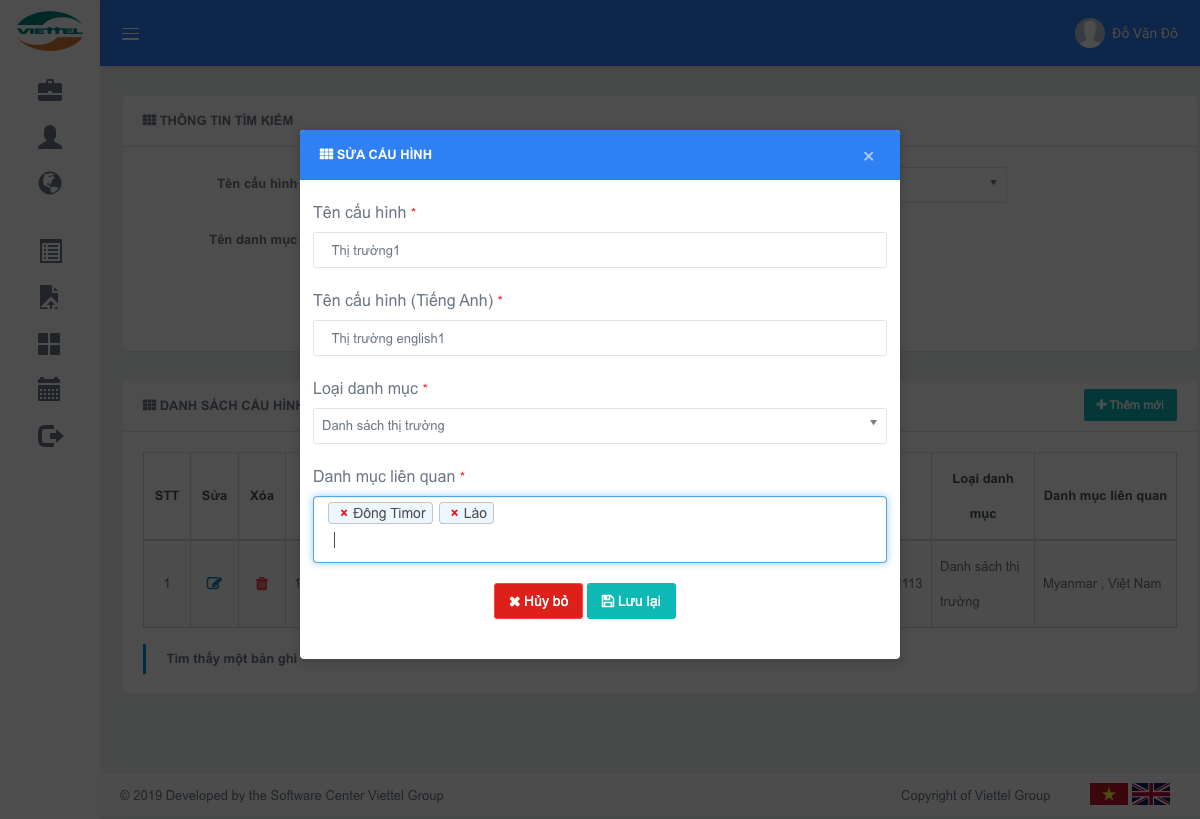 VIETTEL
Đỗ Văn Đô
THÔNG TIN TÌM KIẾM
Tên cấu hình
Tên danh mục
SỬA CẤU HÌNH
×
Tên cấu hình *
Thị trường1
Tên cấu hình (Tiếng Anh) *
Thị trường english1
Loại danh mục *
Danh sách thị trường
Danh mục liên quan *
× Đông Timor × Lào
Hủy bỏ Lưu lại
DANH SÁCH CẤU HÌNH
Thêm mới
STT Sửa Xóa Loại danh mục Danh mục liên quan
1 113 Danh sách thị trường Myanmar , Việt Nam
Tìm thấy một bản ghi
© 2019 Developed by the Software Center Viettel Group
Copyright of Viettel Group